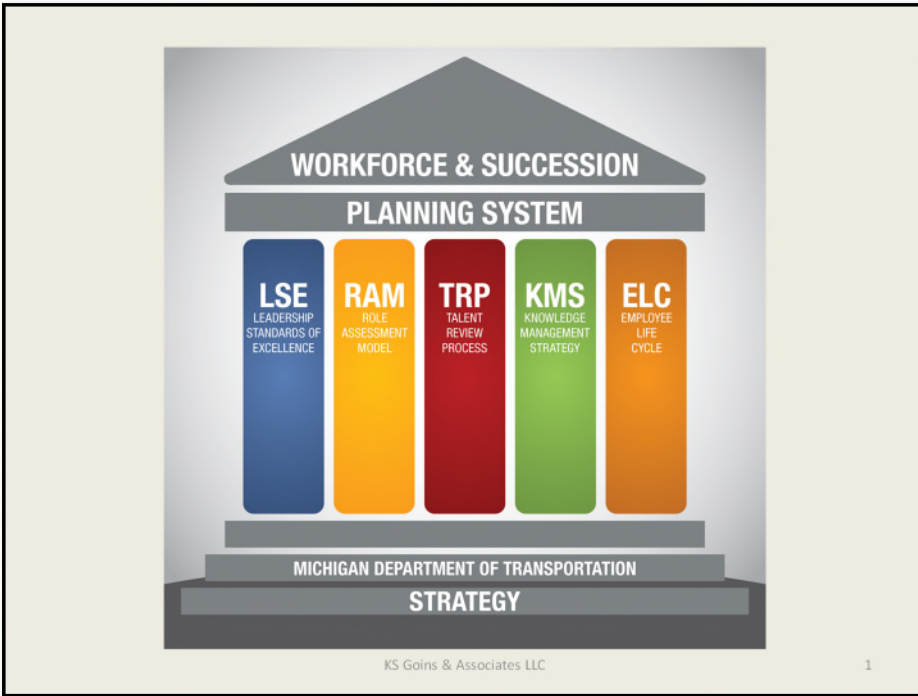 WORKFORCE & SUCCESSION
PLANNING SYSTEM
LSE
LEADERSHIP
STANDARDS OF
EXCELLENCE
RAM
ROLE
ASSESSMENT
MODEL
TRP
TALENT
REVIEW
PROCESS
KMS
KNOWLEDGE
MANAGEMENT
STRATEGY
ELC
EMPLOYEE
LIFE
CYCLE
MICHIGAN DEPARTMENT OF TRANSPORTATION
STRATEGY
KS Goins & Associates LLC
1